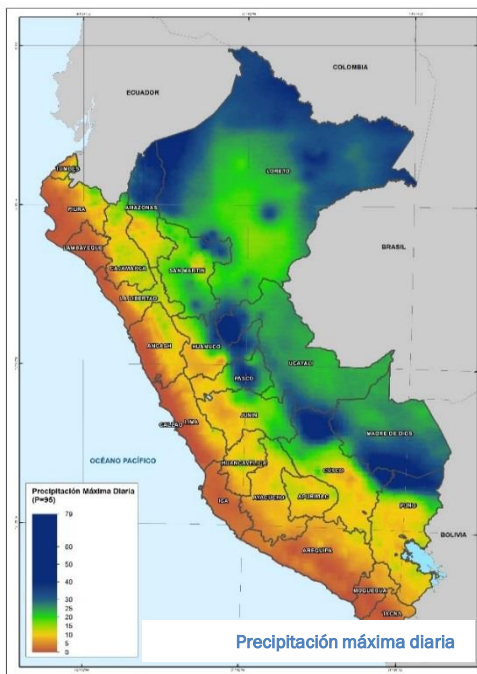 COLOMBIA
ECUADOR
LORETO
TUMBES
PIURA
AMAZONAS
LAMBAYEQUE
BRASIL
CAJAMARCA
SAN MARTIN
LA LIBERTAD
ANCASH
HUANUCO
UCAYALI
PASCO
LIMA
CALLAO
JUNIN
MADRE DE DIOS
OCÉANO PACÍFICO
HUANCAVELICA
CUSCO
ICA
AYACUCHO
APURIMAC
PUNO
BOLIVIA
AREQUIPA
MOQUEGUA
TACNA
Precipitación Máxima Diaria
(P=95)
79
60
50
40
30
25
20
15
10
5
0
Precipitación máxima diaria